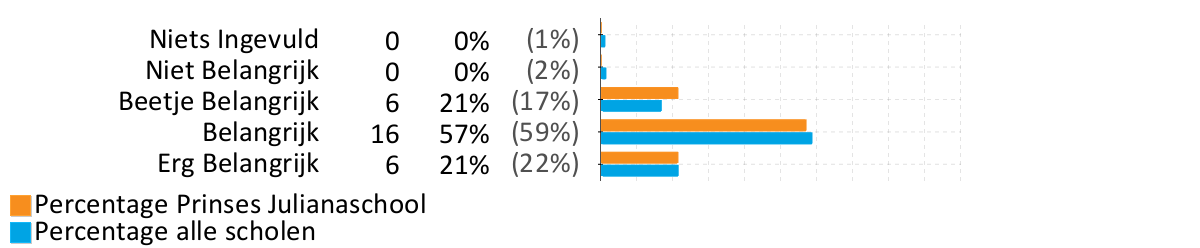 Niets Ingevuld 0 0% (1%)
Niet Belangrijk 0 0% (2%)
Beetje Belangrijk 6 21% (17%)
Belangrijk 16 57% (59%)
Erg Belangrijk 6 21% (22%)
Percentage Prinses Julianaschool
Percentage alle scholen